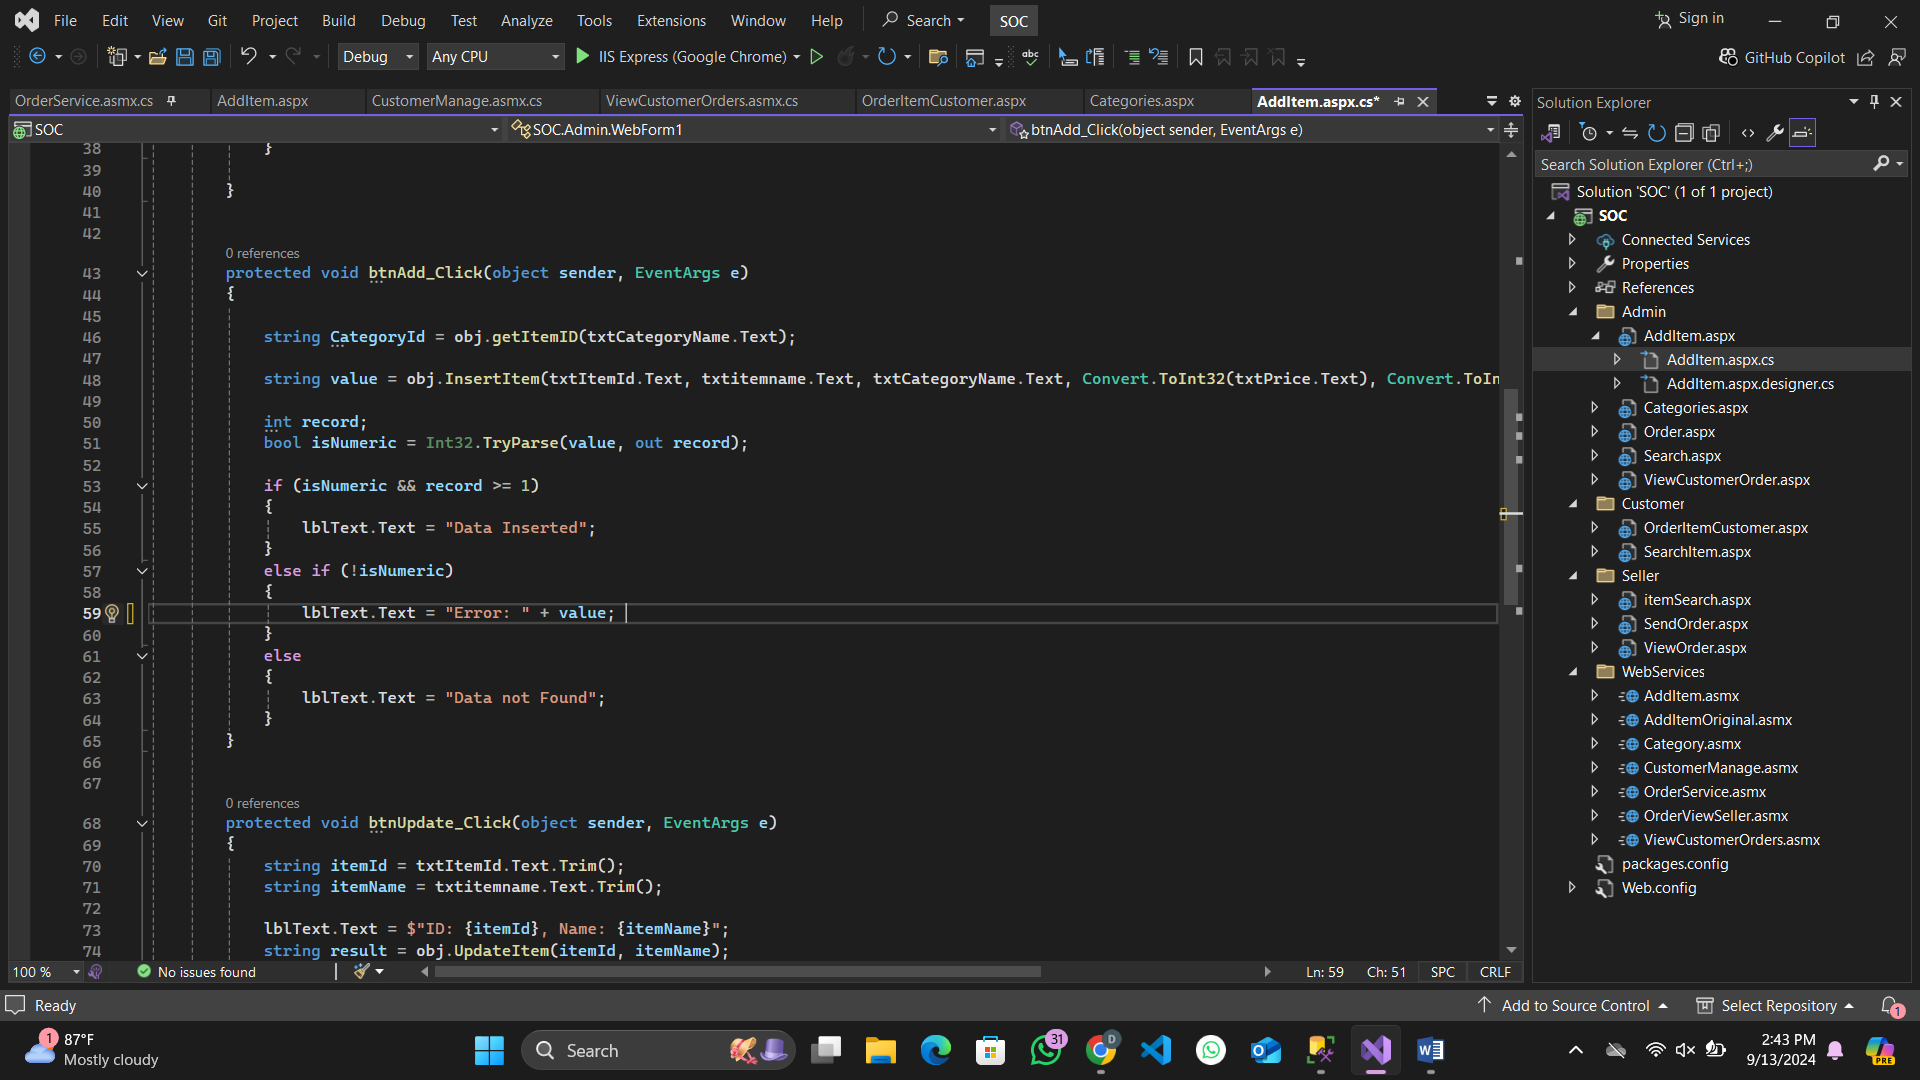 File Edit View Git Project Build Debug Test Analyze Tools Extensions Window Help Search SOC Sign in
Debug Any CPU IIS Express (Google Chrome) GitHub Copilot
OrderService.asmx.cs AddItem.aspx CustomerManage.asmx.cs ViewCustomerOrders.asmx.cs OrderItemCustomer.aspx Categories.aspx AddItem.aspx.cs*
SOC SOC.Admin.WebForm1 btnAdd_Click(object sender, EventArgs e)
38 }
39
40 }
41
42
0 references
43 protected void btnAdd_Click(object sender, EventArgs e)
44 {
45
46 string CategoryId = obj.getItemID(txtCategoryName.Text);
47
48 string value = obj.InsertItem(txtItemId.Text, txtitemname.Text, txtCategoryName.Text, Convert.ToInt32(txtPrice.Text), Convert.ToIn
49
50 int record;
51 bool isNumeric = Int32.TryParse(value, out record);
52
53 if (isNumeric && record >= 1)
54 {
55 lblText.Text = "Data Inserted";
56 }
57 else if (!isNumeric)
58 {
59 lblText.Text = "Error: " + value;
60 }
61 else
62 {
63 lblText.Text = "Data not Found";
64 }
65 }
66
67
0 references
68 protected void btnUpdate_Click(object sender, EventArgs e)
69 {
70 string itemId = txtItemId.Text.Trim();
71 string itemName = txtitemname.Text.Trim();
72
73 lblText.Text = $"ID: {itemId}, Name: {itemName}";
74 string result = obj.UpdateItem(itemId, itemName);
100 % No issues found Ln: 59 Ch: 51 SPC CRLF
Solution Explorer
Search Solution Explorer (Ctrl+;)
Solution 'SOC' (1 of 1 project)
SOC
Connected Services
Properties
References
Admin
AddItem.aspx
AddItem.aspx.cs
AddItem.aspx.designer.cs
Categories.aspx
Order.aspx
Search.aspx
ViewCustomerOrder.aspx
Customer
OrderItemCustomer.aspx
SearchItem.aspx
Seller
itemSearch.aspx
SendOrder.aspx
ViewOrder.aspx
WebServices
AddItem.asmx
AddItemOriginal.asmx
Category.asmx
CustomerManage.asmx
OrderService.asmx
OrderViewSeller.asmx
ViewCustomerOrders.asmx
packages.config
Web.config
Ready Add to Source Control Select Repository 1
1 87°F
Mostly cloudy
Search
31
D
2:43 PM
9/13/2024
PRE